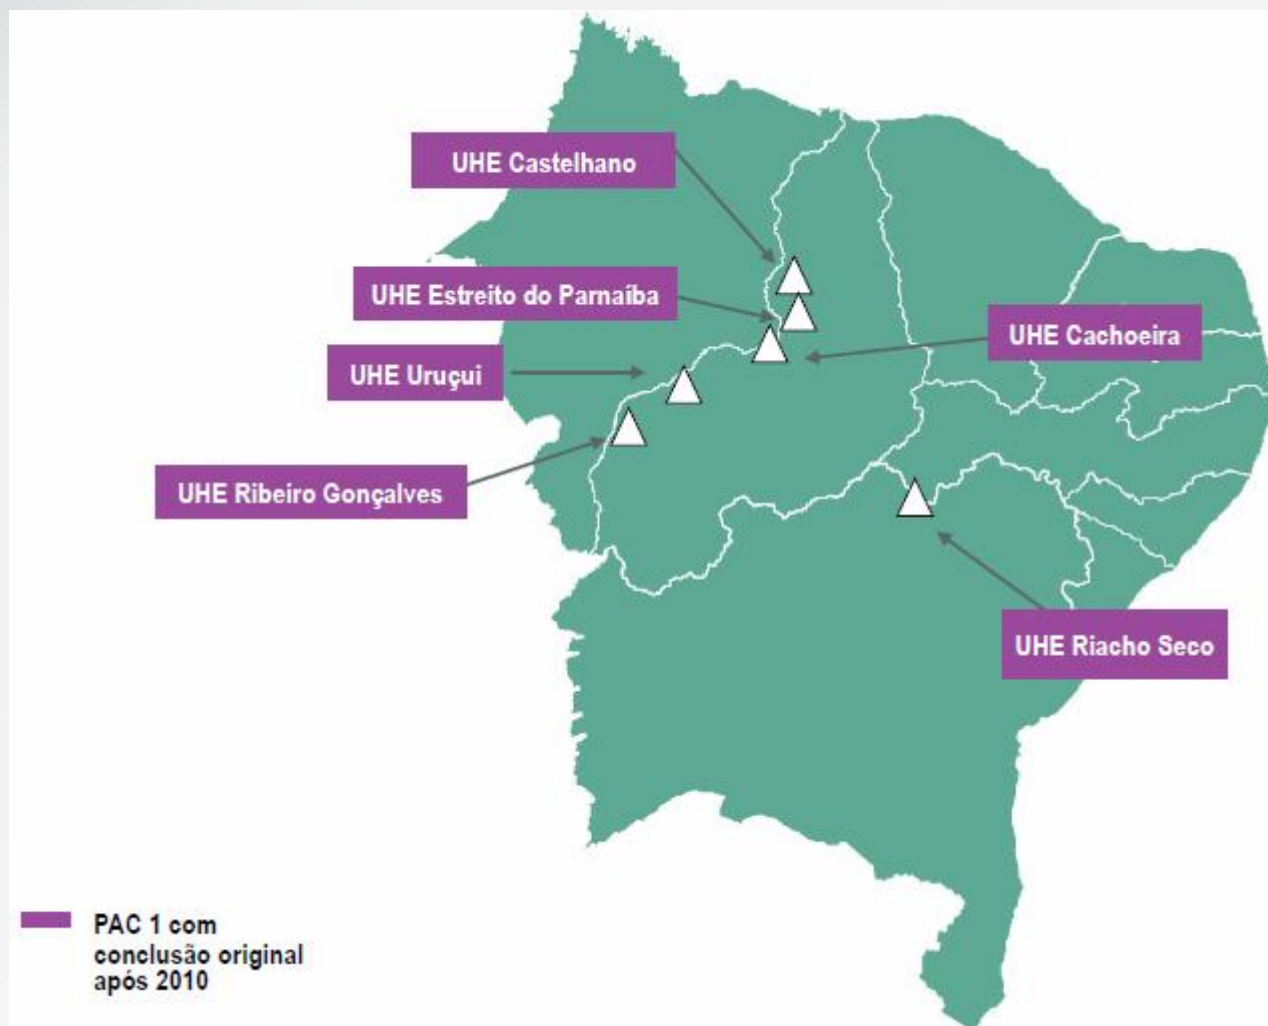 UHE Castelhano
UHE Estreito do Parnaíba
UHE Cachoeira
UHE Uruçui
UHE Ribeiro Gonçalves
UHE Riacho Seco
PAC 1 com
conclusão original
após 2010